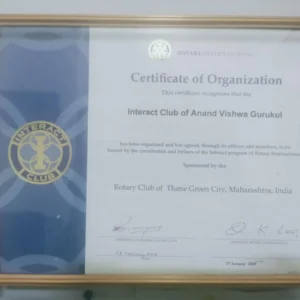 ROTARY INTERNATIONAL
Certificate of Organization
This certificate recognizes that the
Interact Club of Anand Vishwa Gurukul
has been organized and has agreed, through its officers and members, to be
bound by the constitution and bylaws of the Interact program of Rotary International
Sponsored by the
Rotary Club of Thane Green City, Maharashtra, India
INTERACT
CLUB